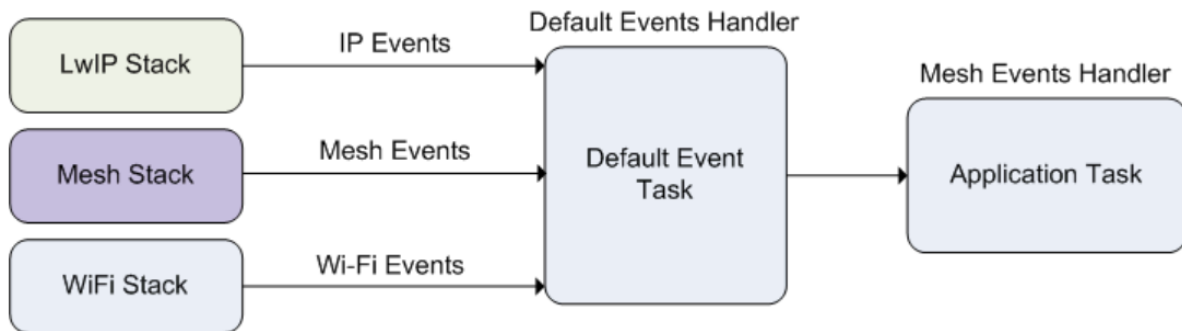 Default Events Handler
LwIP Stack
IP Events
Mesh Events Handler
Mesh Stack
Mesh Events
Default Event
Task
Application Task
WiFi Stack
Wi-Fi Events